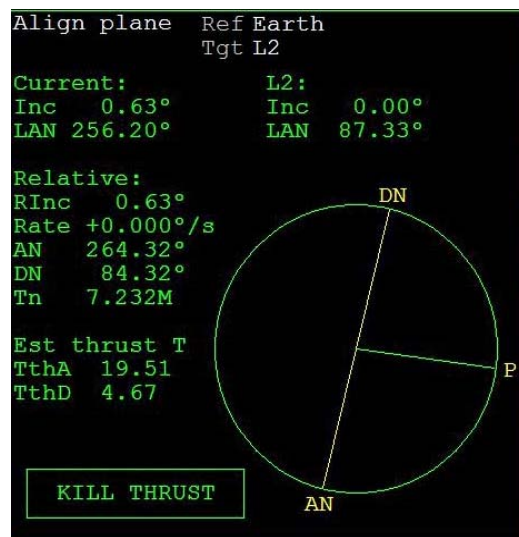 Align plane Ref Earth
Tgt L2
Current: L2:
Inc 0.63° Inc 0.00°
LAN 256.20° LAN 87.33°
Relative:
RInc 0.63°
Rate +0.000°/s
AN 264.32°
DN 84.32°
Tn 7.232M
DN
Est thrust T
TthA 19.51
TthD 4.67
P
KILL THRUST
AN